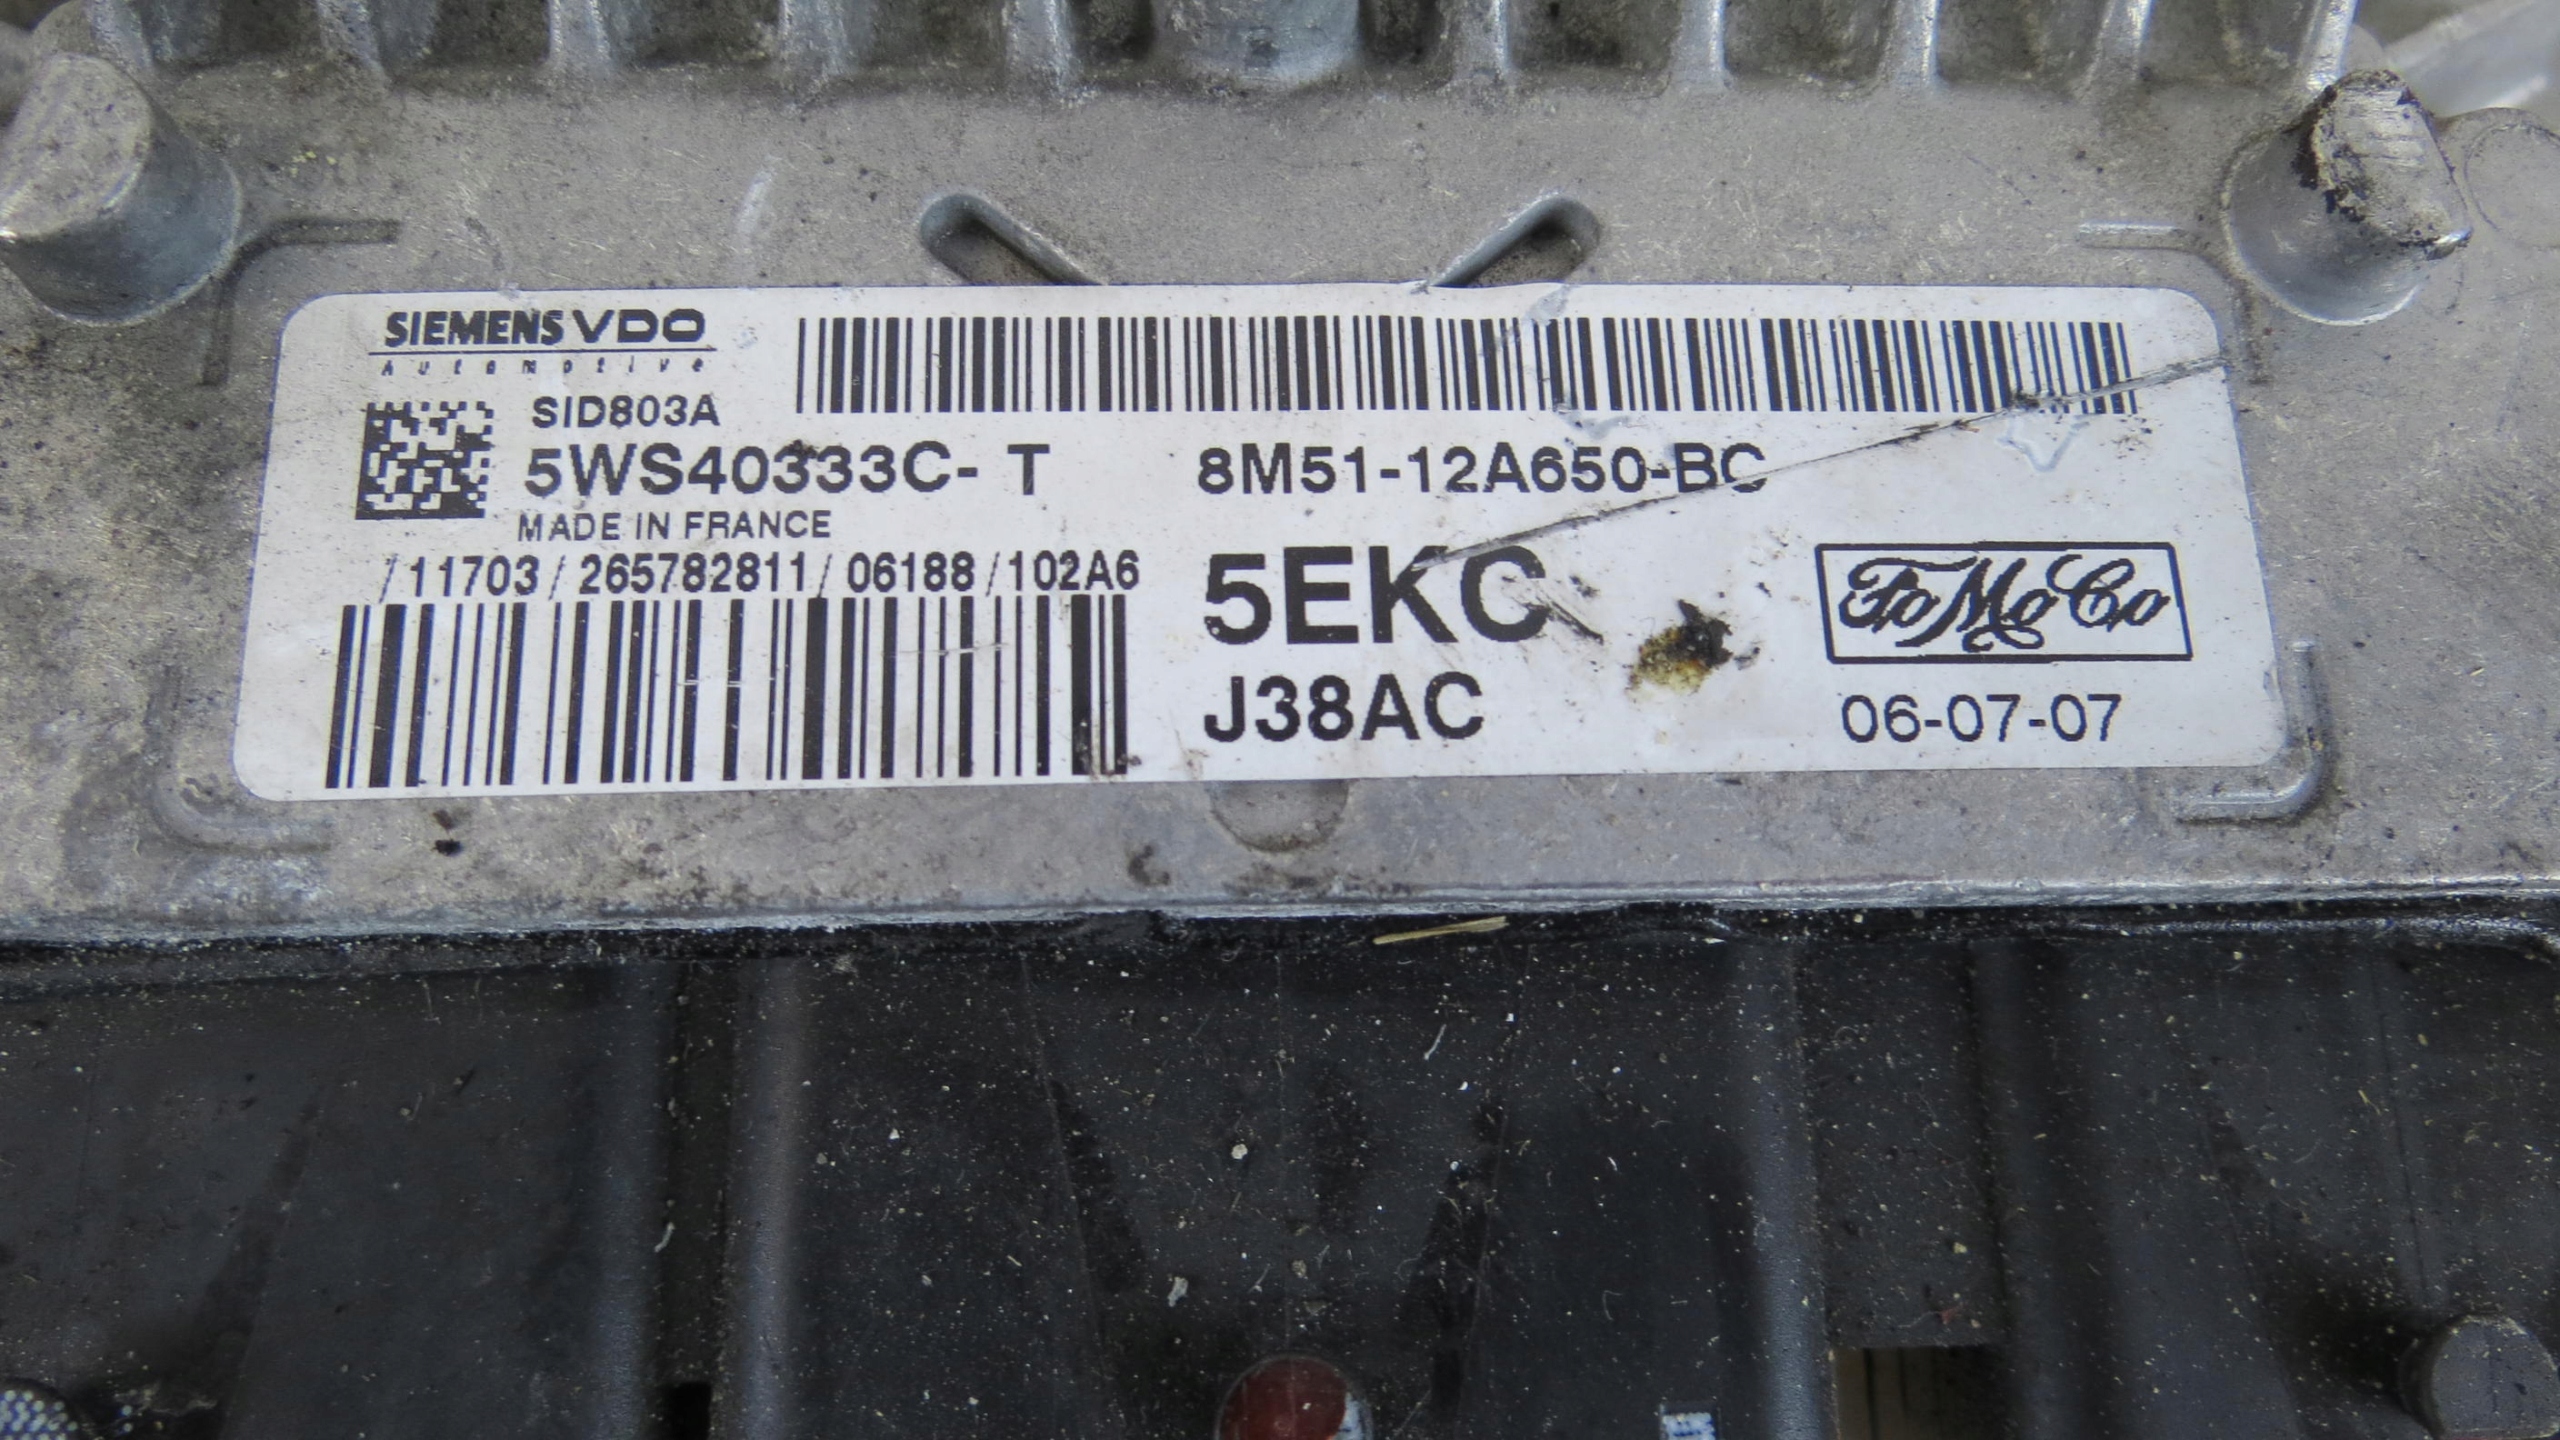 SIEMENS VDO
Automotive
SID803A
5WS40333C- T
8M51-12A650-BC
MADE IN FRANCE
/11703/265782811/06188/102A6
5EKC
FoMoCo
J38AC
06-07-07